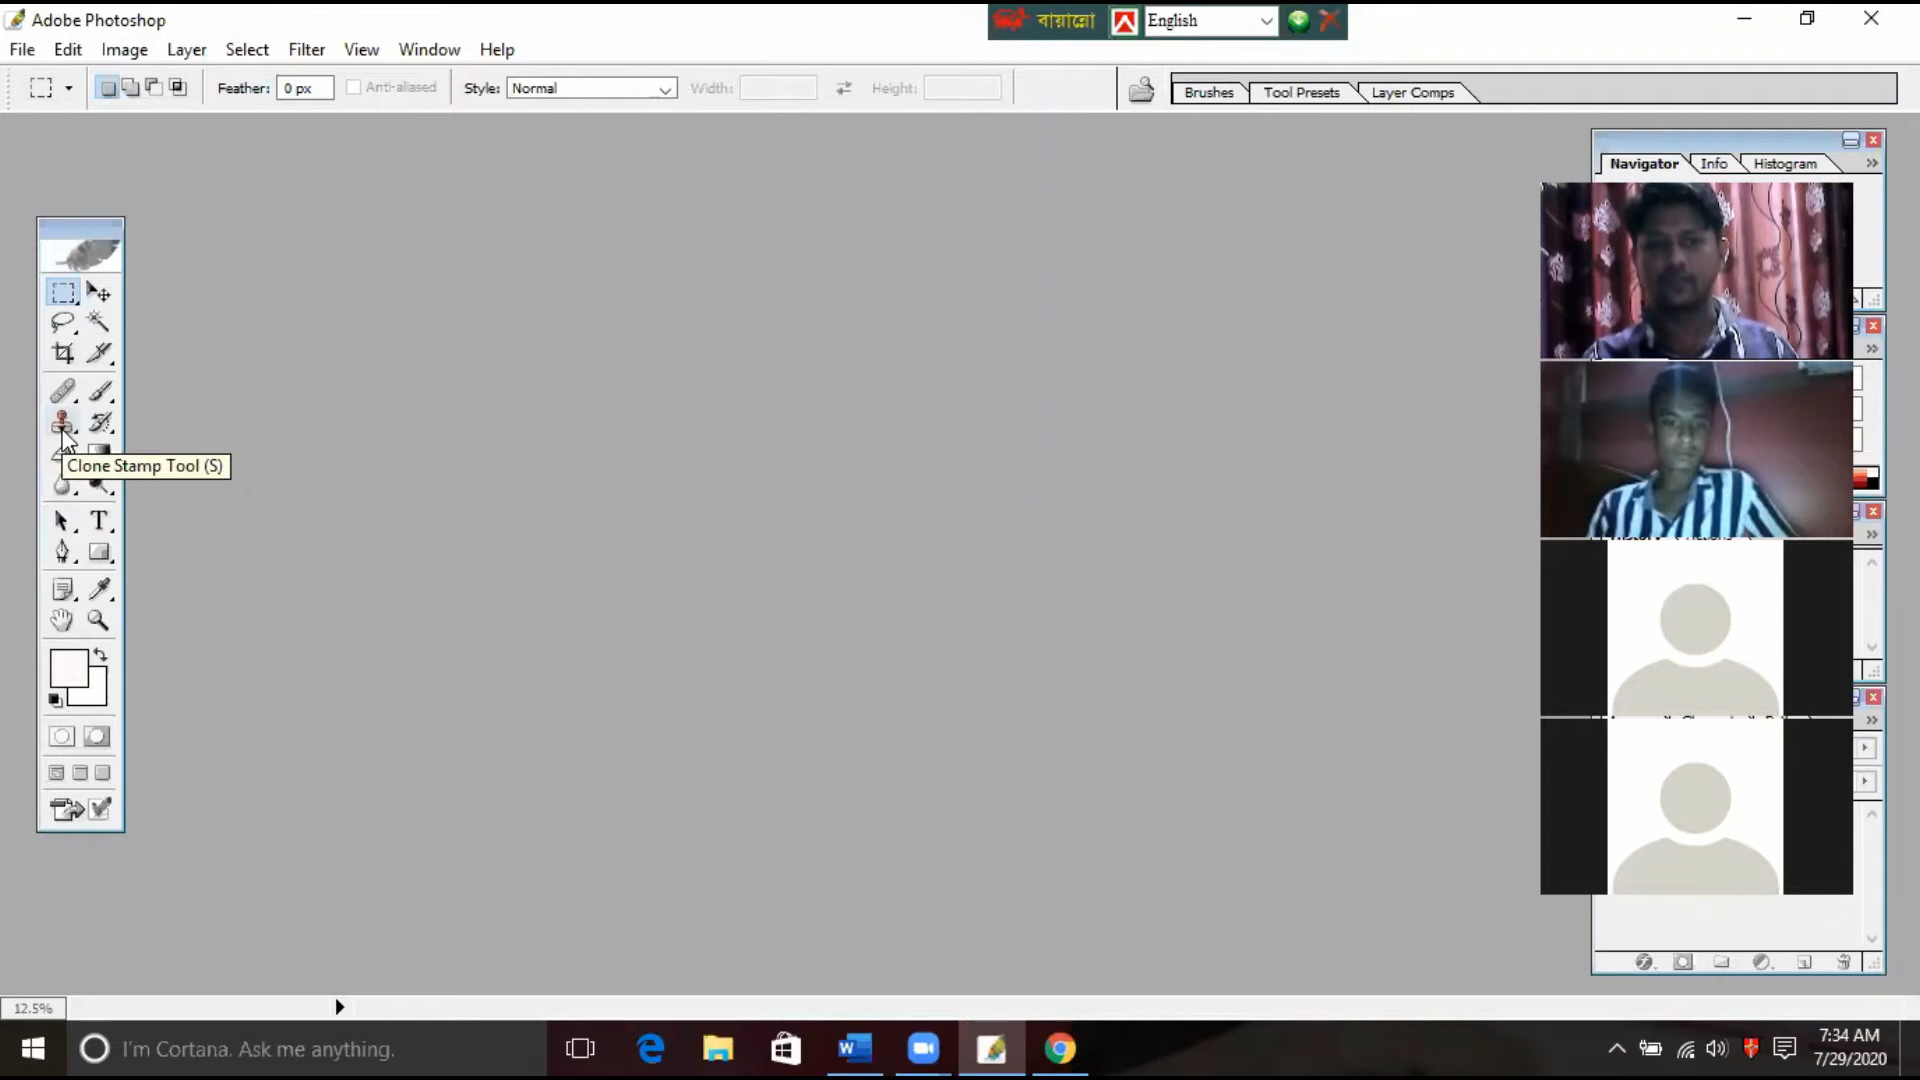 Adobe Photoshop
বায়ান্নো
English
File Edit Image Layer Select Filter View Window Help
Feather: 0 px Anti-aliased Style: Normal Width: Height:
Brushes Tool Presets Layer Comps
Navigator Info Histogram
Clone Stamp Tool (S)
T
12.5%
I'm Cortana. Ask me anything.
7:34 AM
7/29/2020